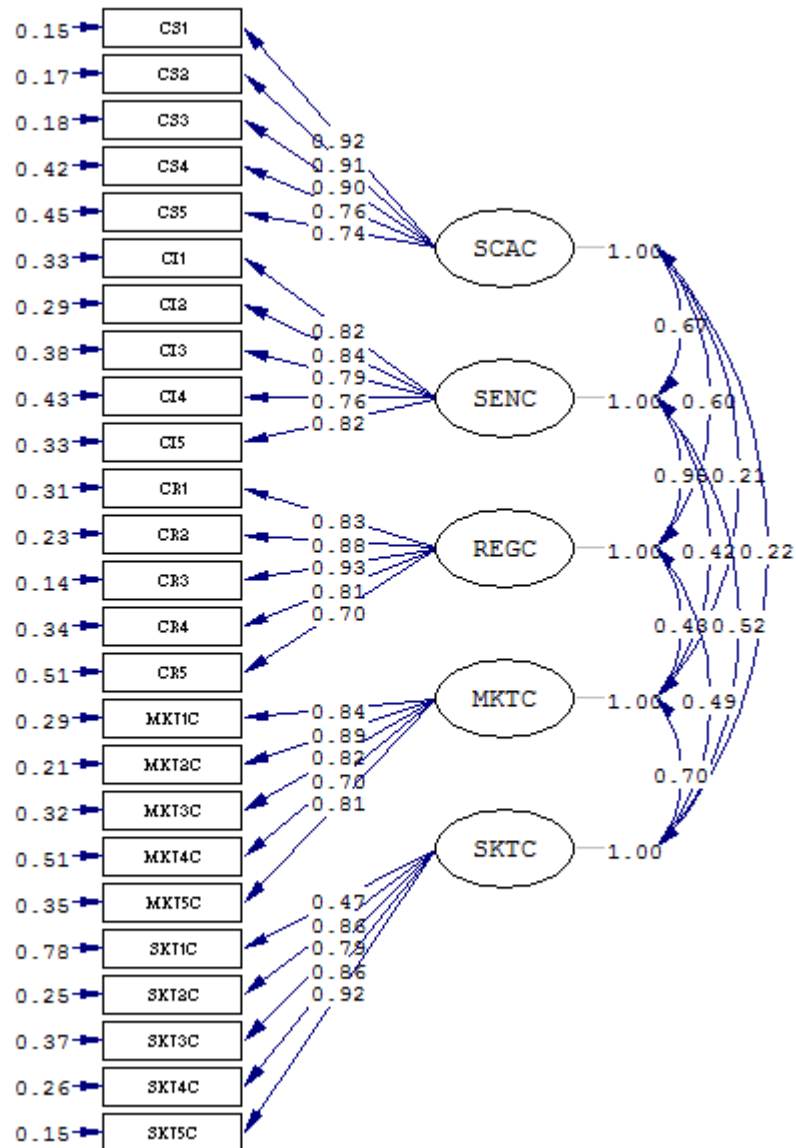 0.15 CS1
0.17 CS2
0.18 CS3
0.42 CS4
0.45 CS5
0.33 CI1
0.29 CI2
0.38 CI3
0.43 CI4
0.33 CI5
0.31 CR1
0.23 CR2
0.14 CR3
0.34 CR4
0.51 CR5
0.29 MKT1C
0.21 MKT2C
0.32 MKT3C
0.51 MKT4C
0.35 MKT5C
0.78 SKT1C
0.25 SKT2C
0.37 SKT3C
0.26 SKT4C
0.15 SKT5C
0.92
0.91
0.90
0.76
0.74
0.82
0.84
0.79
0.76
0.82
0.83
0.88
0.93
0.81
0.70
0.84
0.89
0.82
0.70
0.81
0.47
0.86
0.79
0.86
0.92
SCAC 1.00
SENC 1.00
REGC 1.00
MKTC 1.00
SKTC 1.00
0.67
0.60
0.21
0.42 0.22
0.43 0.52
0.49
0.70